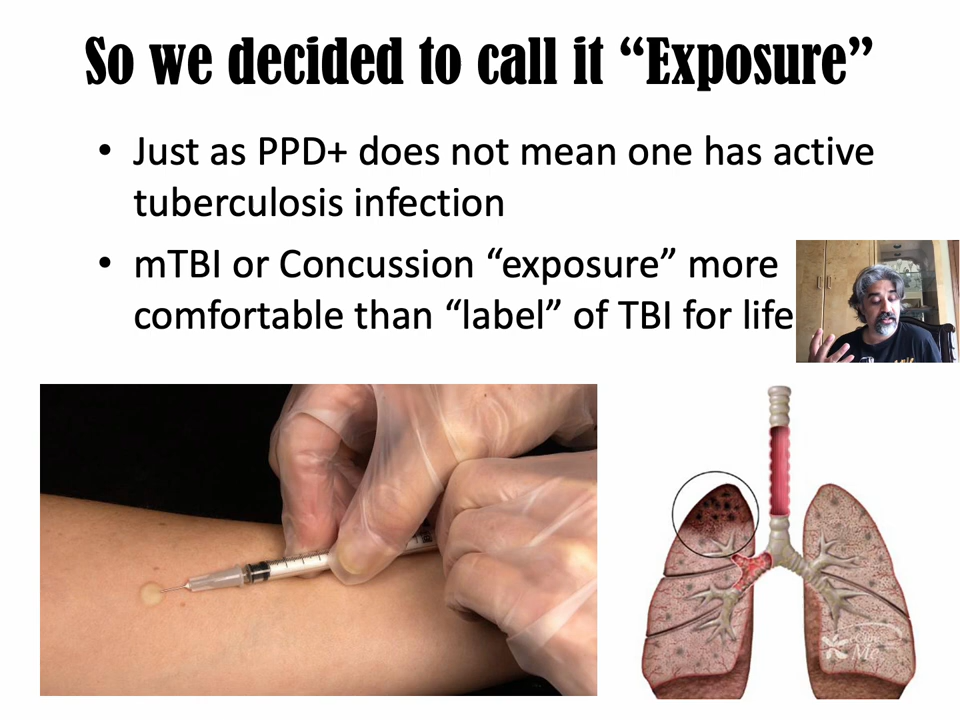 So we decided to call it “Exposure”
• Just as PPD+ does not mean one has active
tuberculosis infection
• mTBI or Concussion “exposure” more
comfortable than “label” of TBI for life
Me